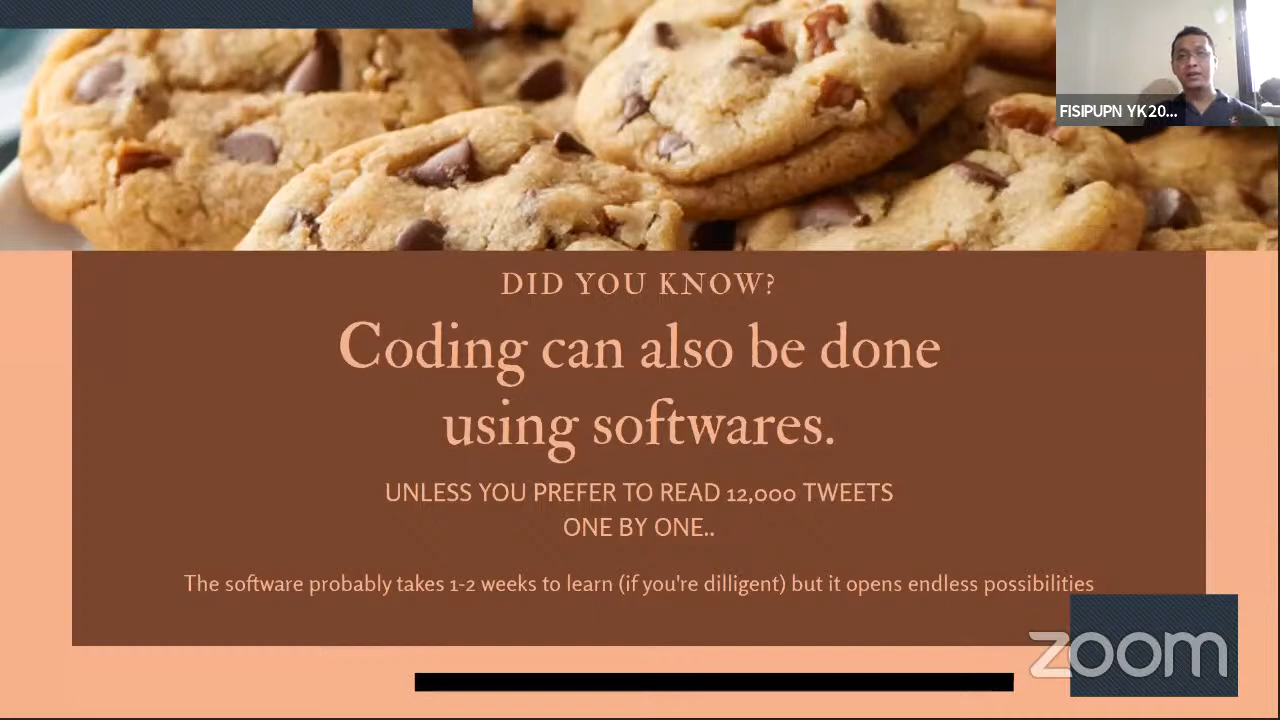 FISIPUPN YK20...
DID YOU KNOW?
Coding can also be done
using softwares.
UNLESS YOU PREFER TO READ 12,000 TWEETS
ONE BY ONE..
The software probably takes 1-2 weeks to learn (if you're dilligent) but it opens endless possibilities
zoom